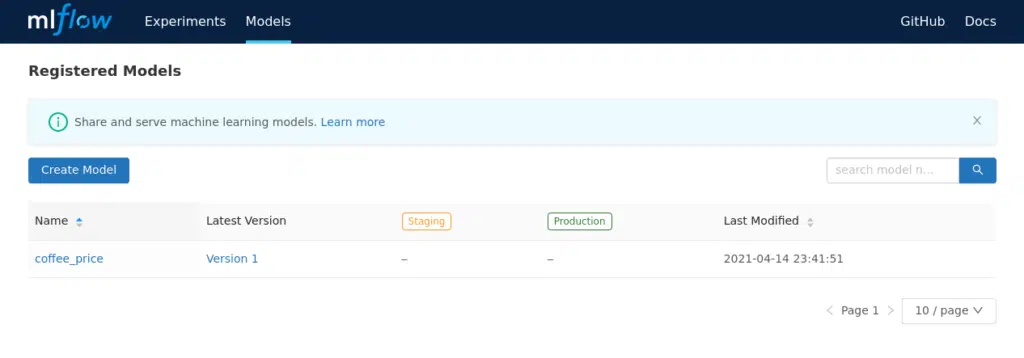 mlflow Experiments Models GitHub Docs
Registered Models
Share and serve machine learning models. Learn more
Create Model search model n...
Name Latest Version Staging Production Last Modified
coffee_price Version 1 – – 2021-04-14 23:41:51
Page 1 10 / page